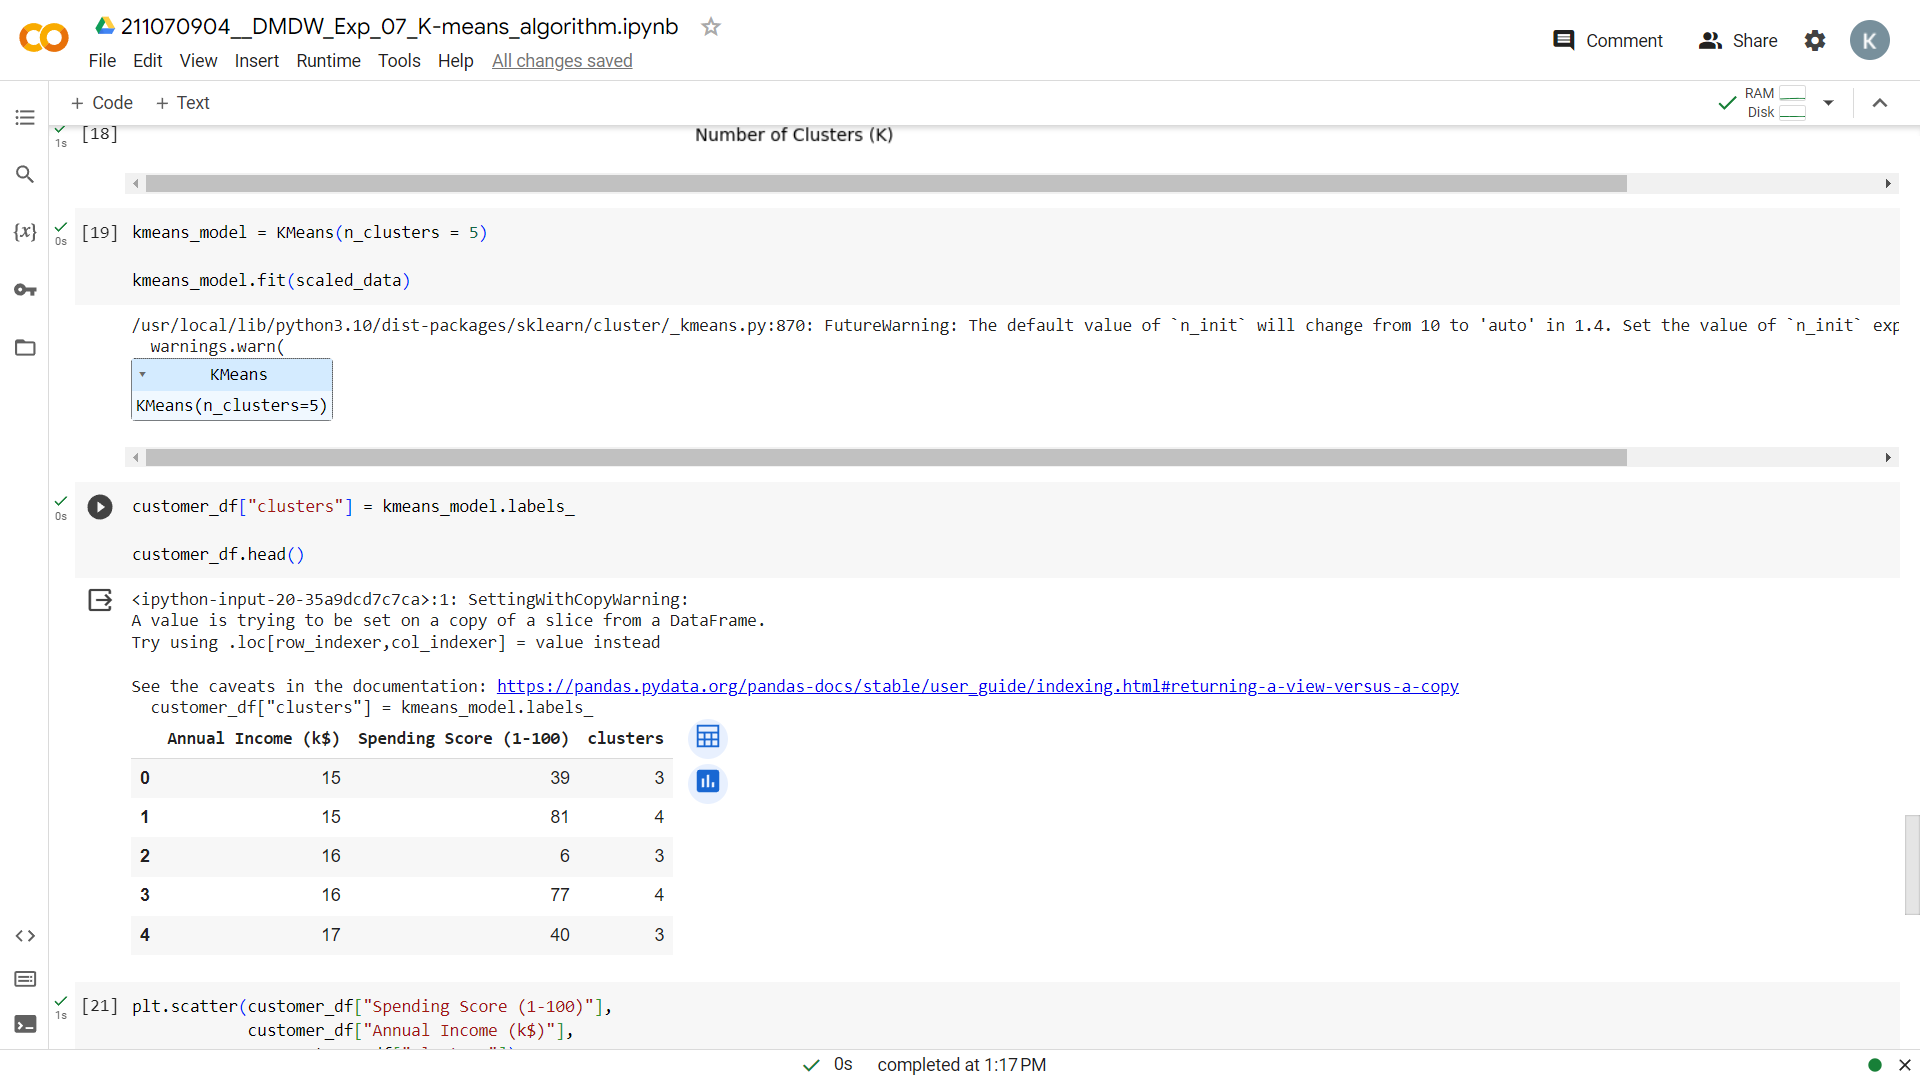 211070904__DMDW_Exp_07_K-means_algorithm.ipynb
File Edit View Insert Runtime Tools Help All changes saved
Comment Share K
+ Code + Text
RAM
Disk
[18]
1s
Number of Clusters (K)
{x}
[19] kmeans_model = KMeans(n_clusters = 5)
0s
kmeans_model.fit(scaled_data)
/usr/local/lib/python3.10/dist-packages/sklearn/cluster/_kmeans.py:870: FutureWarning: The default value of `n_init` will change from 10 to 'auto' in 1.4. Set the value of `n_init` exp
warnings.warn(
KMeans
KMeans(n_clusters=5)
customer_df["clusters"] = kmeans_model.labels_
0s
customer_df.head()
<ipython-input-20-35a9dcd7c7ca>:1: SettingWithCopyWarning:
A value is trying to be set on a copy of a slice from a DataFrame.
Try using .loc[row_indexer,col_indexer] = value instead
See the caveats in the documentation: https://pandas.pydata.org/pandas-docs/stable/user_guide/indexing.html#returning-a-view-versus-a-copy
customer_df["clusters"] = kmeans_model.labels_
Annual Income (k$) Spending Score (1-100) clusters
0 15 39 3
1 15 81 4
2 16 6 3
3 16 77 4
4 17 40 3
[21] plt.scatter(customer_df["Spending Score (1-100)"],
1s
customer_df["Annual Income (k$)"],
0s completed at 1:17 PM